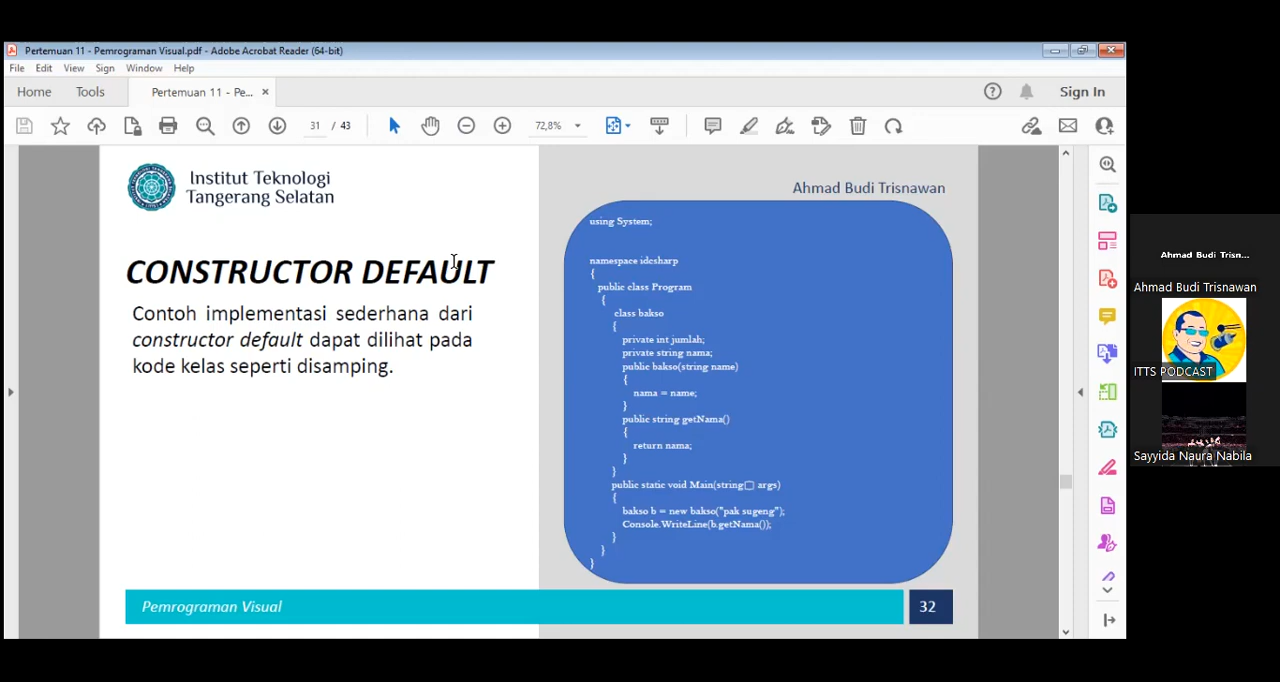 Pertemuan 11 - Pemrograman Visual.pdf - Adobe Acrobat Reader (64-bit)
File Edit View Sign Window Help
Home Tools Pertemuan 11 - Pe... × Sign In
31 / 43 72,8%
Institut Teknologi
Tangerang Selatan
Ahmad Budi Trisnawan
CONSTRUCTOR DEFAULT
Contoh implementasi sederhana dari
constructor default dapat dilihat pada
kode kelas seperti disamping.
using System;
namespace idcsharp
{
public class Program
{
class bakso
{
private int jumlah;
private string nama;
public bakso(string name)
{
nama = name;
}
public string getNama()
{
return nama;
}
}
public static void Main(string▢ args)
{
bakso b = new bakso("pak sugeng");
Console.WriteLine(b.getNama());
}
}
}
Pemrograman Visual
32
Ahmad Budi Trisn...
Ahmad Budi Trisnawan
ITTS PODCAST
Sayyida Naura Nabila